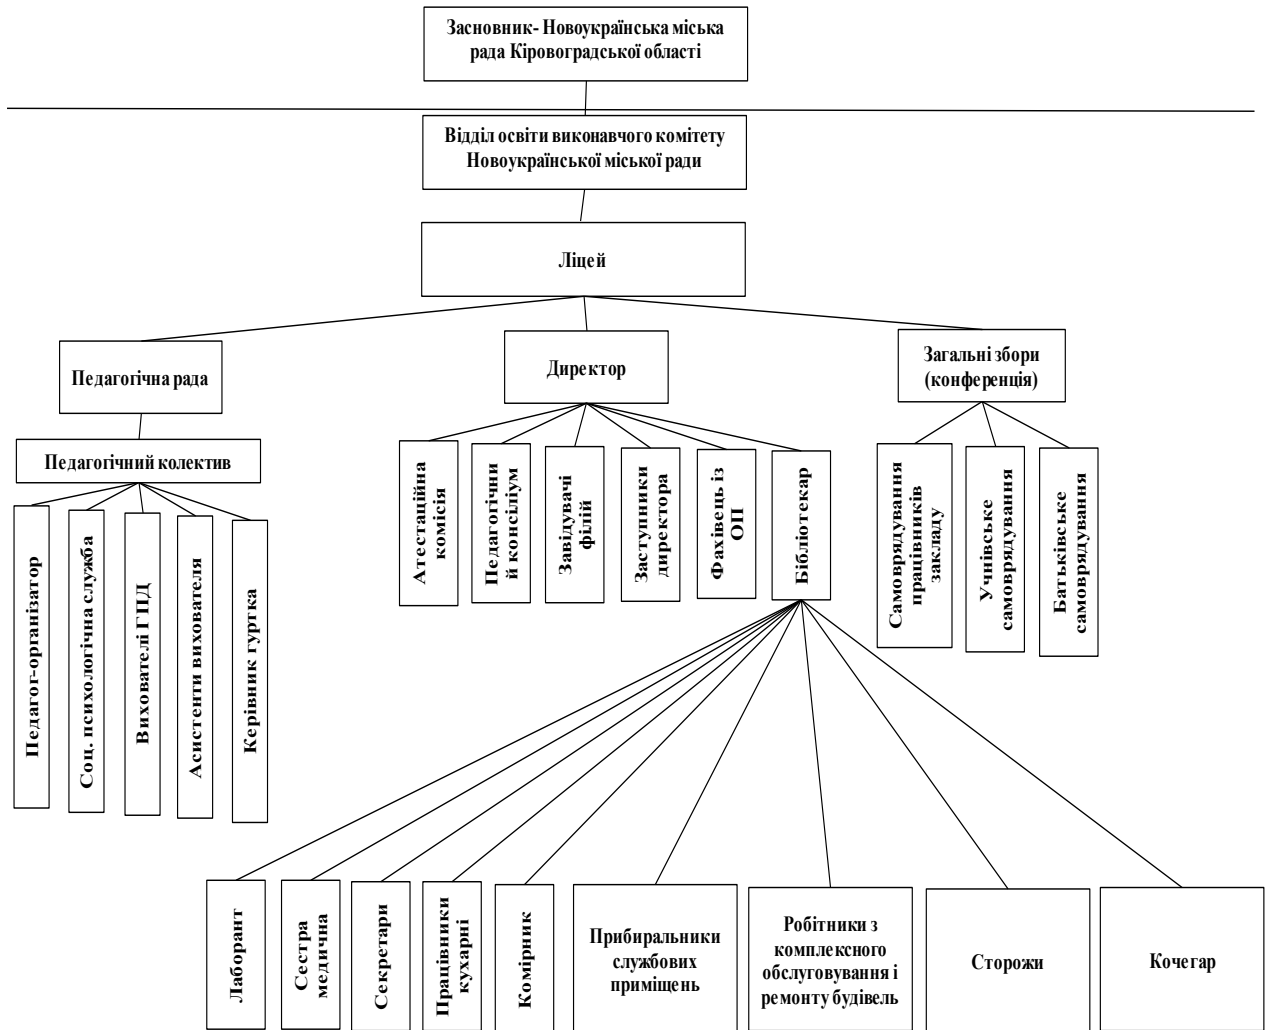 Засновник- Новоукраїнська міська
рада Кіровоградської області
Відділ освіти виконавчого комітету
Новоукраїнської міської ради
Ліцей
Педагогічна рада
Директор
Загальні збори
(конференція)
Педагогічний колектив
Атестаційна
комісія
Педагогічни
й консіліум
Завідувачі
філій
Заступники
директора
Фахівець із
ОП
Бібліотекар
Самоврядування
працівників
закладу
Учнівське
самоврядування
Батьківське
самоврядування
Педагог-організатор
Соц. психологічна служба
Вихователі ГПД
Асистенти вихователя
Керівник гуртка
Лаборант
Сестра
медична
Секретари
Працівники
кухарні
Комірник
Прибиральники
службових
приміщень
Робітники з
комплексного
обслуговування і
ремонту будівель
Сторожи
Кочегар